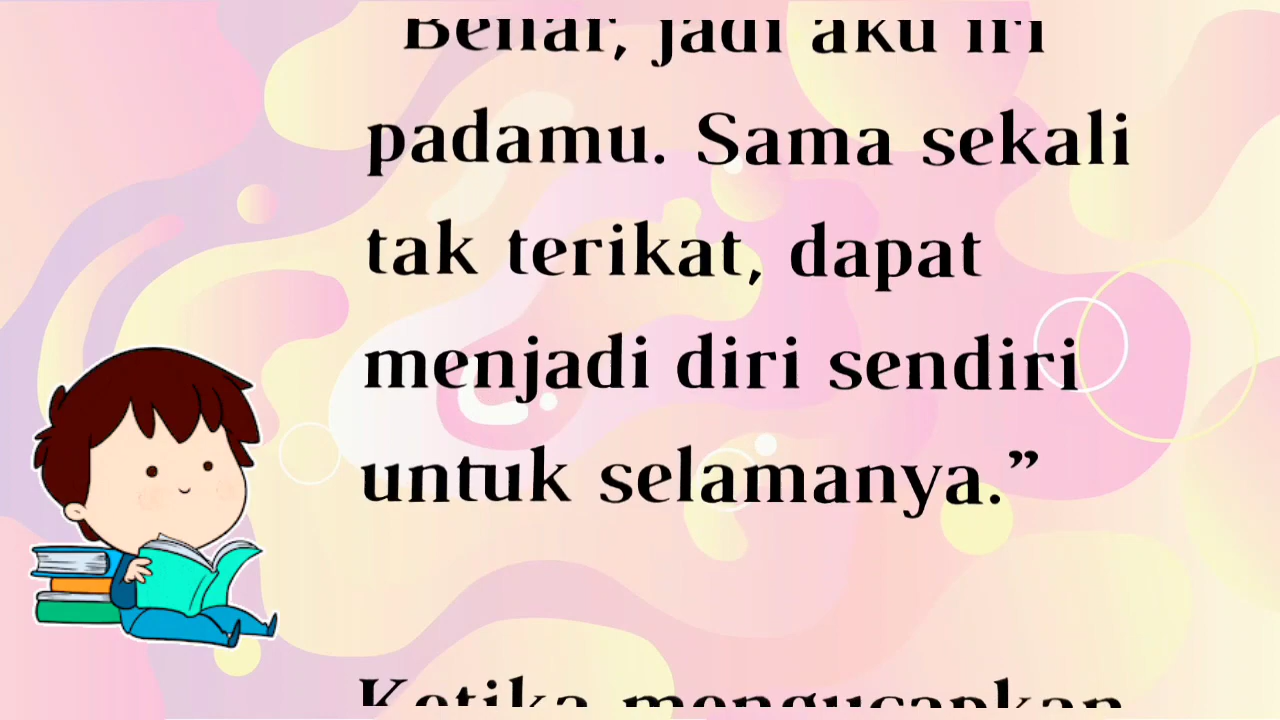 Benar, jadi aku iri
padamu. Sama sekali
tak terikat, dapat
menjadi diri sendiri
untuk selamanya.”
Ketika mengucapkan